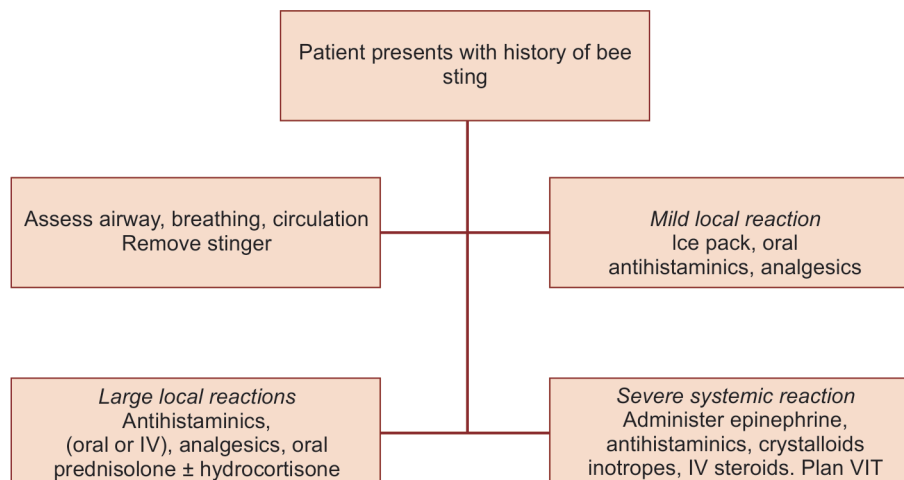 Patient presents with history of bee
sting
Assess airway, breathing, circulation
Remove stinger
Mild local reaction
Ice pack, oral
antihistaminics, analgesics
Large local reactions
Antihistaminics,
(oral or IV), analgesics, oral
prednisolone ± hydrocortisone
Severe systemic reaction
Administer epinephrine,
antihistaminics, crystalloids
inotropes, IV steroids. Plan VIT